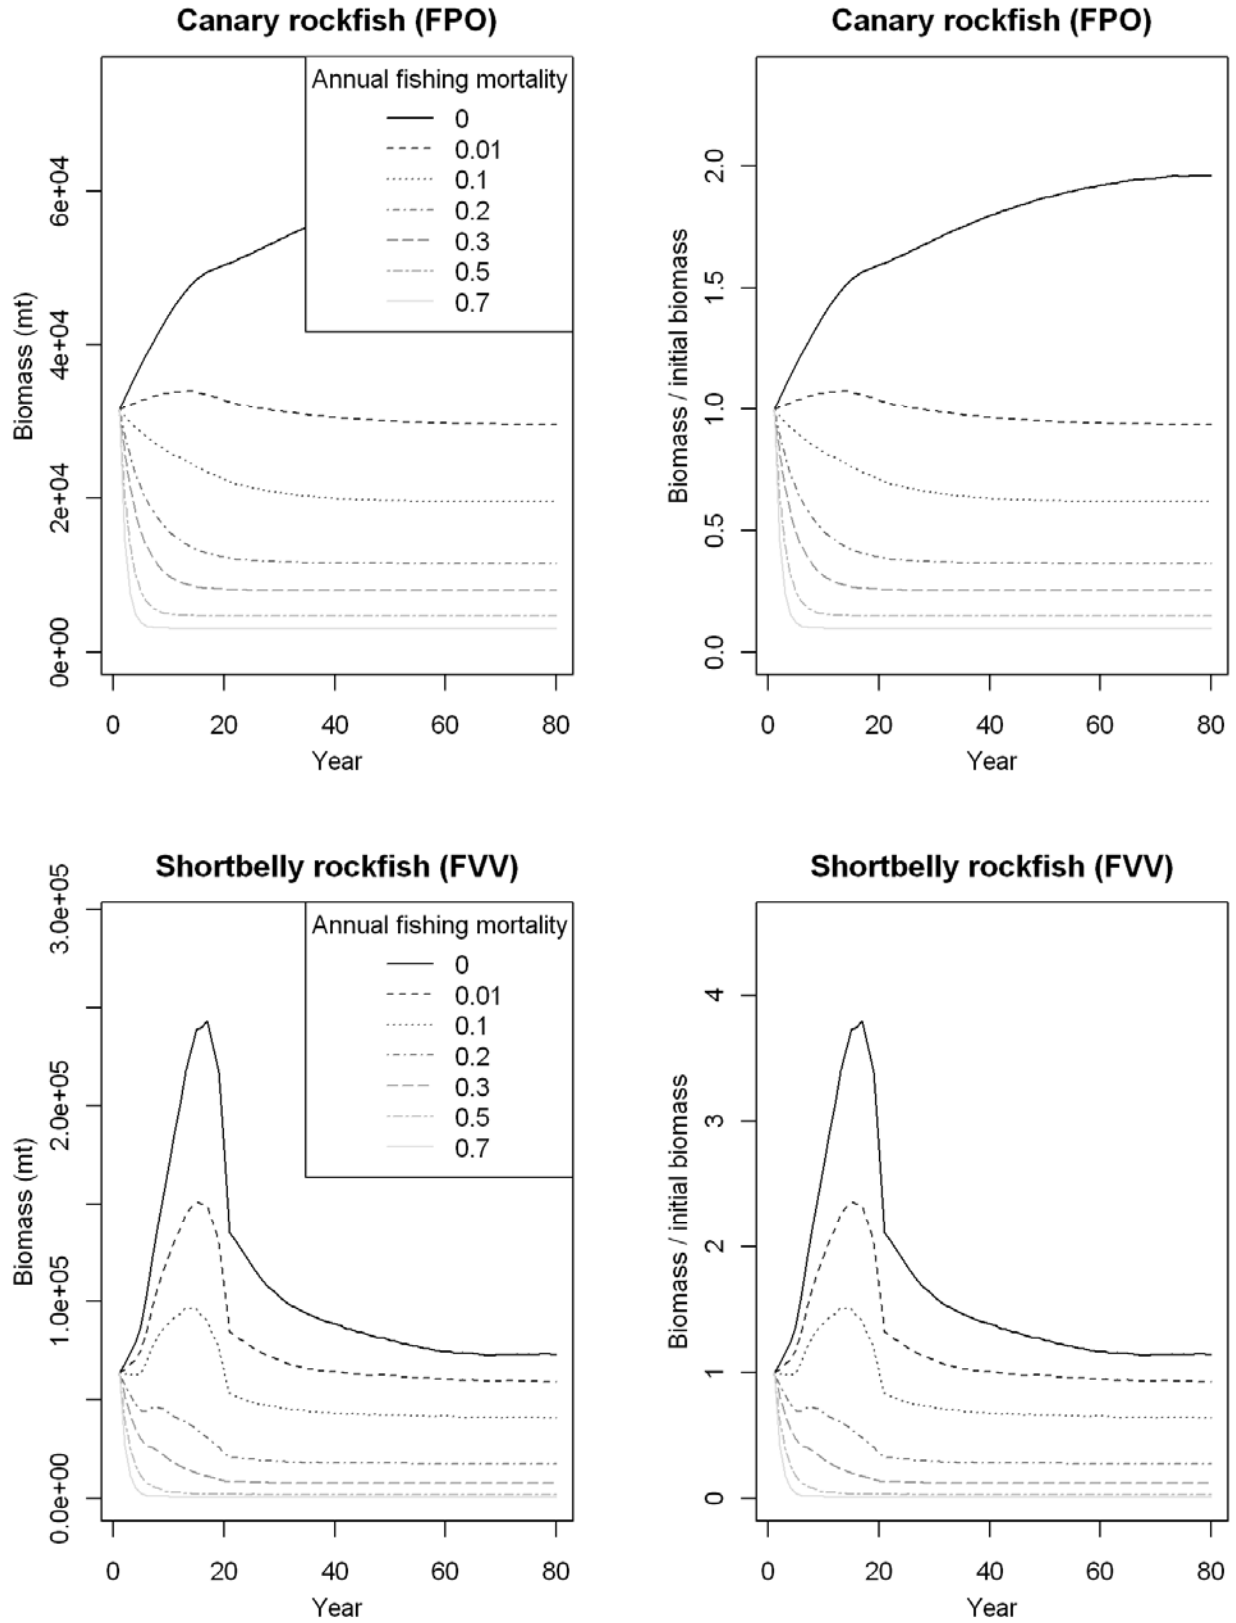 Canary rockfish (FPO)
Biomass (mt)
0e+00 2e+04 4e+04 6e+04
Annual fishing mortality
0
0.01
0.1
0.2
0.3
0.5
0.7
0 20 40 60 80
Year
Canary rockfish (FPO)
Biomass / initial biomass
0.0 0.5 1.0 1.5 2.0
0 20 40 60 80
Year
Shortbelly rockfish (FVV)
Biomass (mt)
0.0e+00 1.0e+05 2.0e+05 3.0e+05
Annual fishing mortality
0
0.01
0.1
0.2
0.3
0.5
0.7
0 20 40 60 80
Year
Shortbelly rockfish (FVV)
Biomass / initial biomass
0 1 2 3 4
0 20 40 60 80
Year